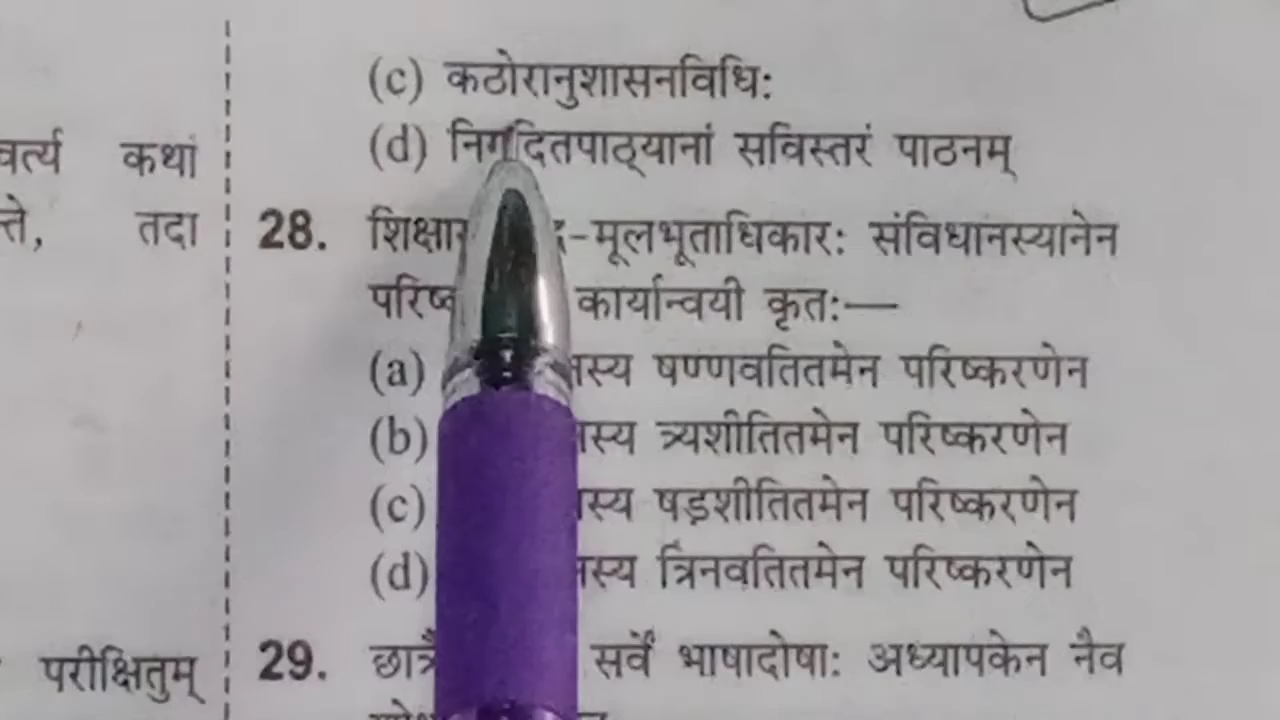 वर्त्य कथां
त्ते, तदा
परीक्षितुम्
(c) कठोरानुशासनविधि:
(d) निगदितपाठ्यानां सविस्तरं पाठनम्
28. मूलभूताधिकार: संविधानस्यानेन
कार्यान्वयी कृत:—
(a) षण्णवतितमेन परिष्करणेन
(b) त्र्यशीतितमेन परिष्करणेन
(c) षड़शीतितमेन परिष्करणेन
(d) त्रिनवतितमेन परिष्करणेन
29. सर्वे भाषादोषा: अध्यापकेन नैव